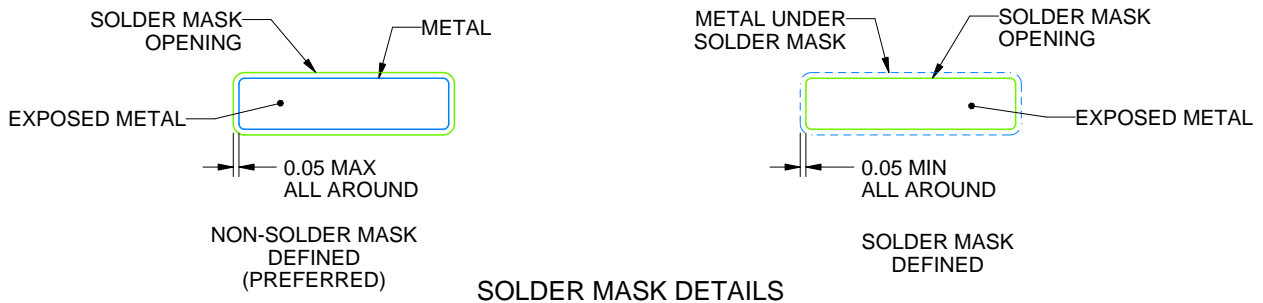 SOLDER MASK
OPENING
METAL
EXPOSED METAL
0.05 MAX
ALL AROUND
NON-SOLDER MASK
DEFINED
(PREFERRED)
METAL UNDER
SOLDER MASK
SOLDER MASK
OPENING
EXPOSED METAL
0.05 MIN
ALL AROUND
SOLDER MASK
DEFINED
SOLDER MASK DETAILS